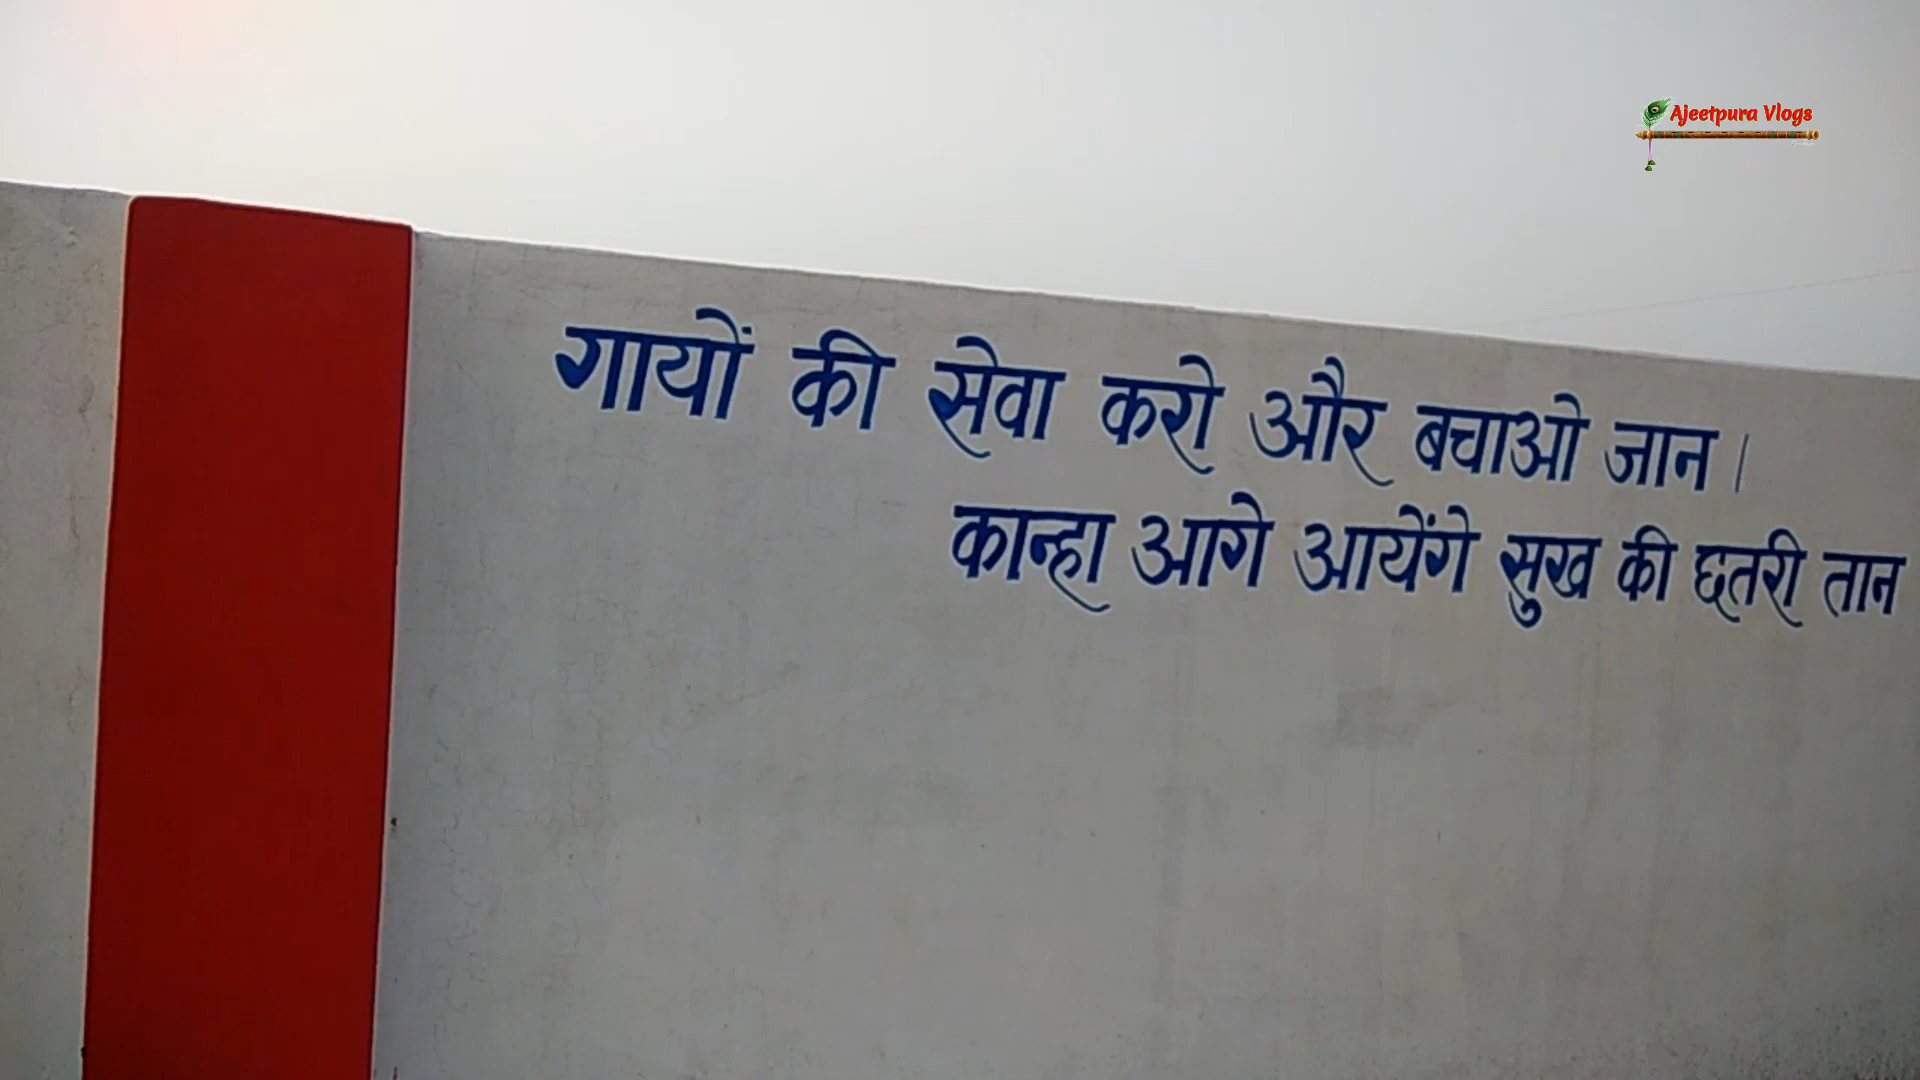 Ajeetpura Vlogs
गायों की सेवा करो और बचाओ जान।
कान्हा आगे आयेंगे सुख की छतरी तान